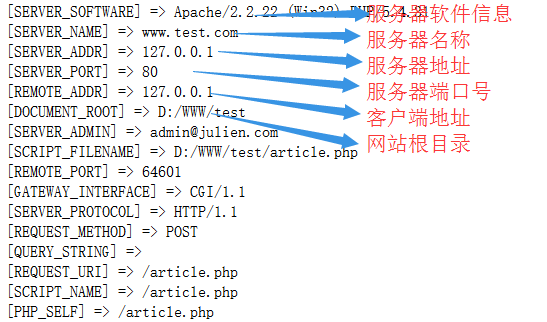 [SERVER_SOFTWARE] => Apache/2.2.22 (Win32) PHP/5.4.31
服务器软件信息
[SERVER_NAME] => www.test.com
服务器名称
[SERVER_ADDR] => 127.0.0.1
服务器地址
[SERVER_PORT] => 80
服务器端口号
[REMOTE_ADDR] => 127.0.0.1
客户端地址
[DOCUMENT_ROOT] => D:/WWW/test
网站根目录
[SERVER_ADMIN] => admin@julien.com
[SCRIPT_FILENAME] => D:/WWW/test/article.php
[REMOTE_PORT] => 64601
[GATEWAY_INTERFACE] => CGI/1.1
[SERVER_PROTOCOL] => HTTP/1.1
[REQUEST_METHOD] => POST
[QUERY_STRING] =>
[REQUEST_URI] => /article.php
[SCRIPT_NAME] => /article.php
[PHP_SELF] => /article.php